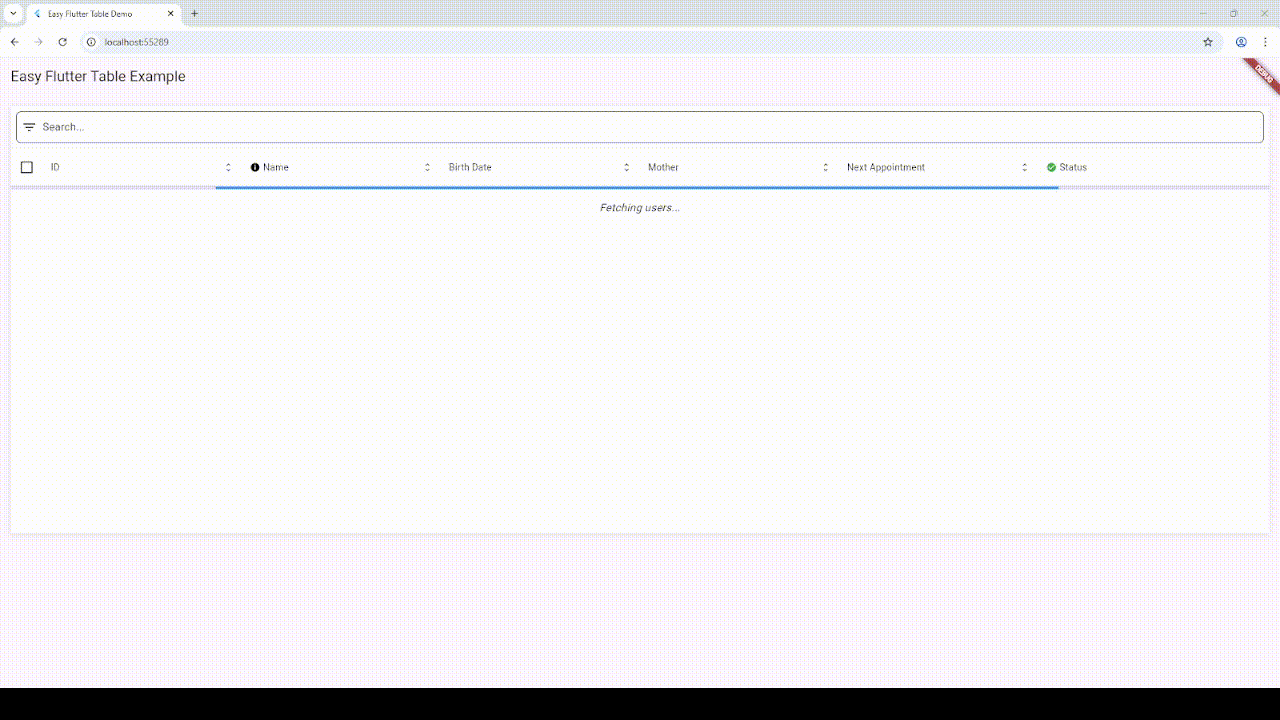 Easy Flutter Table Demo
localhost:55289
Easy Flutter Table Example
DEBUG
Search...
ID Name Birth Date Mother Next Appointment Status
Fetching users...